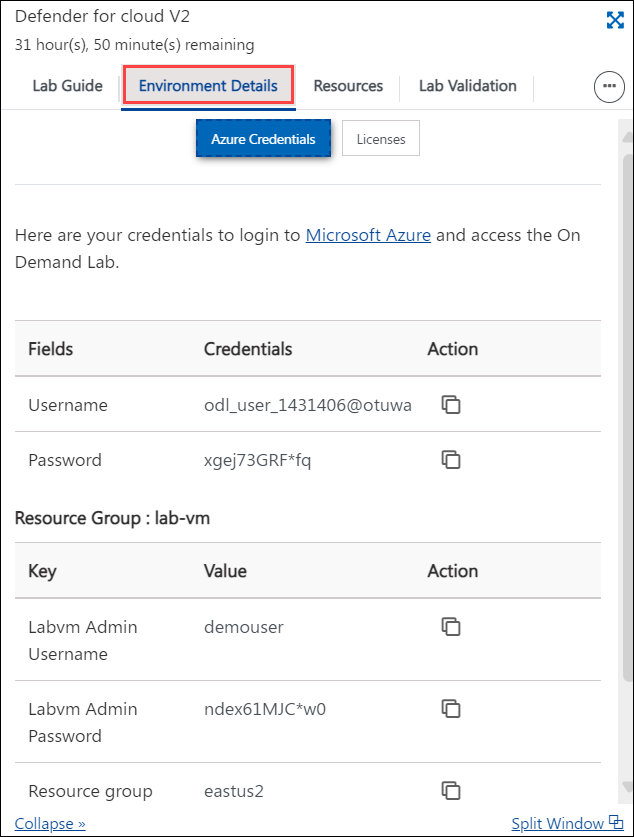 Defender for cloud V2
31 hour(s), 50 minute(s) remaining
Lab Guide Environment Details Resources Lab Validation
Azure Credentials Licenses
Here are your credentials to login to Microsoft Azure and access the On
Demand Lab.
Fields Credentials Action
Username odl_user_1431406@otuwa
Password xgej73GRF*fq
Resource Group : lab-vm
Key Value Action
Labvm Admin demouser
Username
Labvm Admin ndex61MJC*w0
Password
Resource group eastus2
Collapse » Split Window